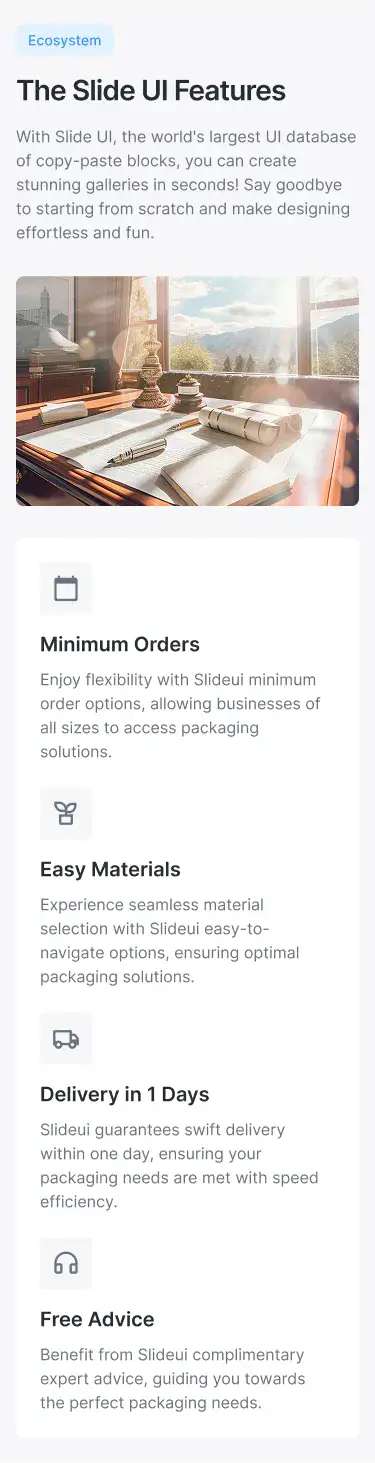 Ecosystem
The Slide UI Features
With Slide UI, the world's largest UI database
of copy-paste blocks, you can create
stunning galleries in seconds! Say goodbye
to starting from scratch and make designing
effortless and fun.
Minimum Orders
Enjoy flexibility with Slideui minimum
order options, allowing businesses of
all sizes to access packaging
solutions.
Easy Materials
Experience seamless material
selection with Slideui easy-to-
navigate options, ensuring optimal
packaging solutions.
Delivery in 1 Days
Slideui guarantees swift delivery
within one day, ensuring your
packaging needs are met with speed
efficiency.
Free Advice
Benefit from Slideui complimentary
expert advice, guiding you towards
the perfect packaging needs.